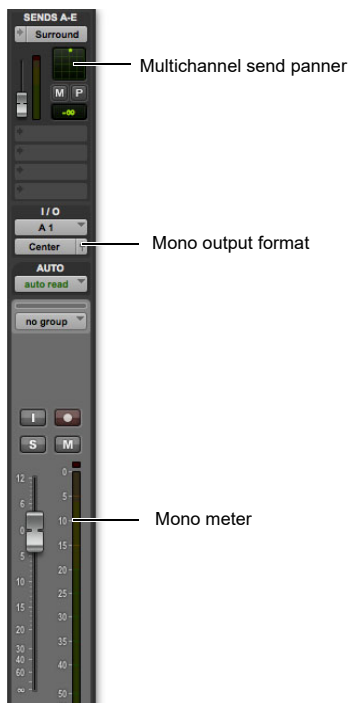 SENDS A-E
Surround
Multichannel send panner
M P
-∞
I / O
A 1
Mono output format
Center
AUTO
auto read
no group
I
S M
12
6
0
5
10
15
20
30
40
60
∞
0
5
10
15
20
25
30
35
40
50
Mono meter